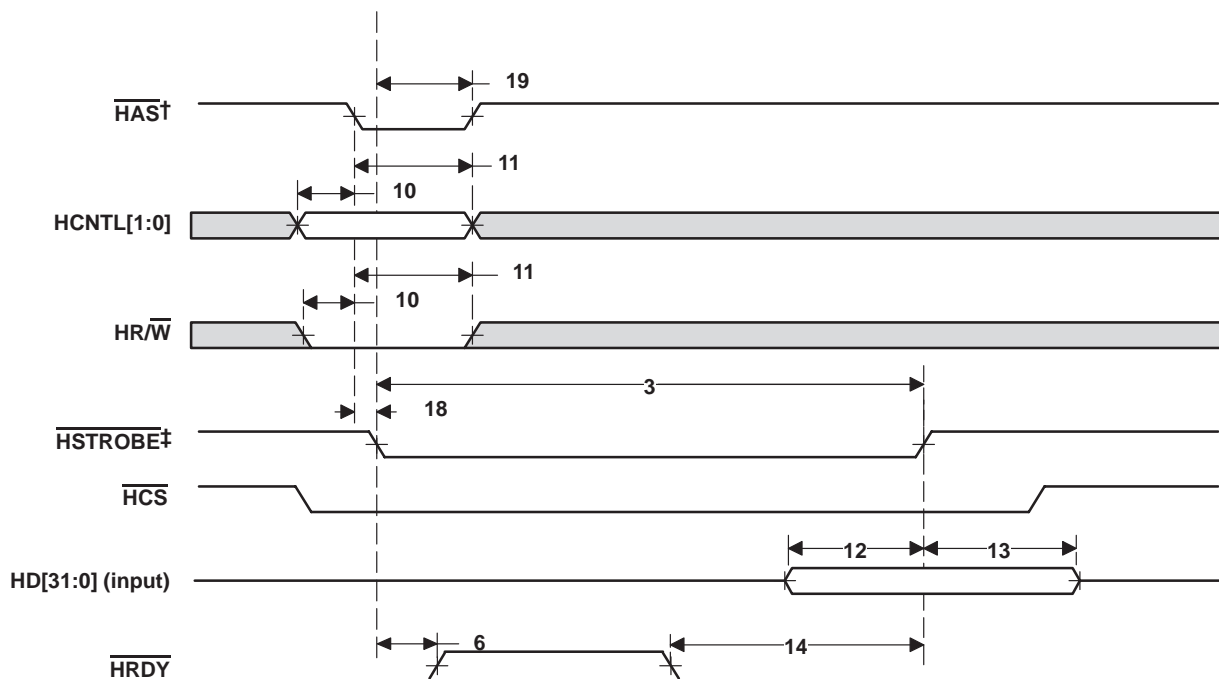 19
HAS†
11
10
HCNTL[1:0]
11
10
HR/W
3
18
HSTROBE‡
HCS
12
13
HD[31:0] (input)
6
14
HRDY